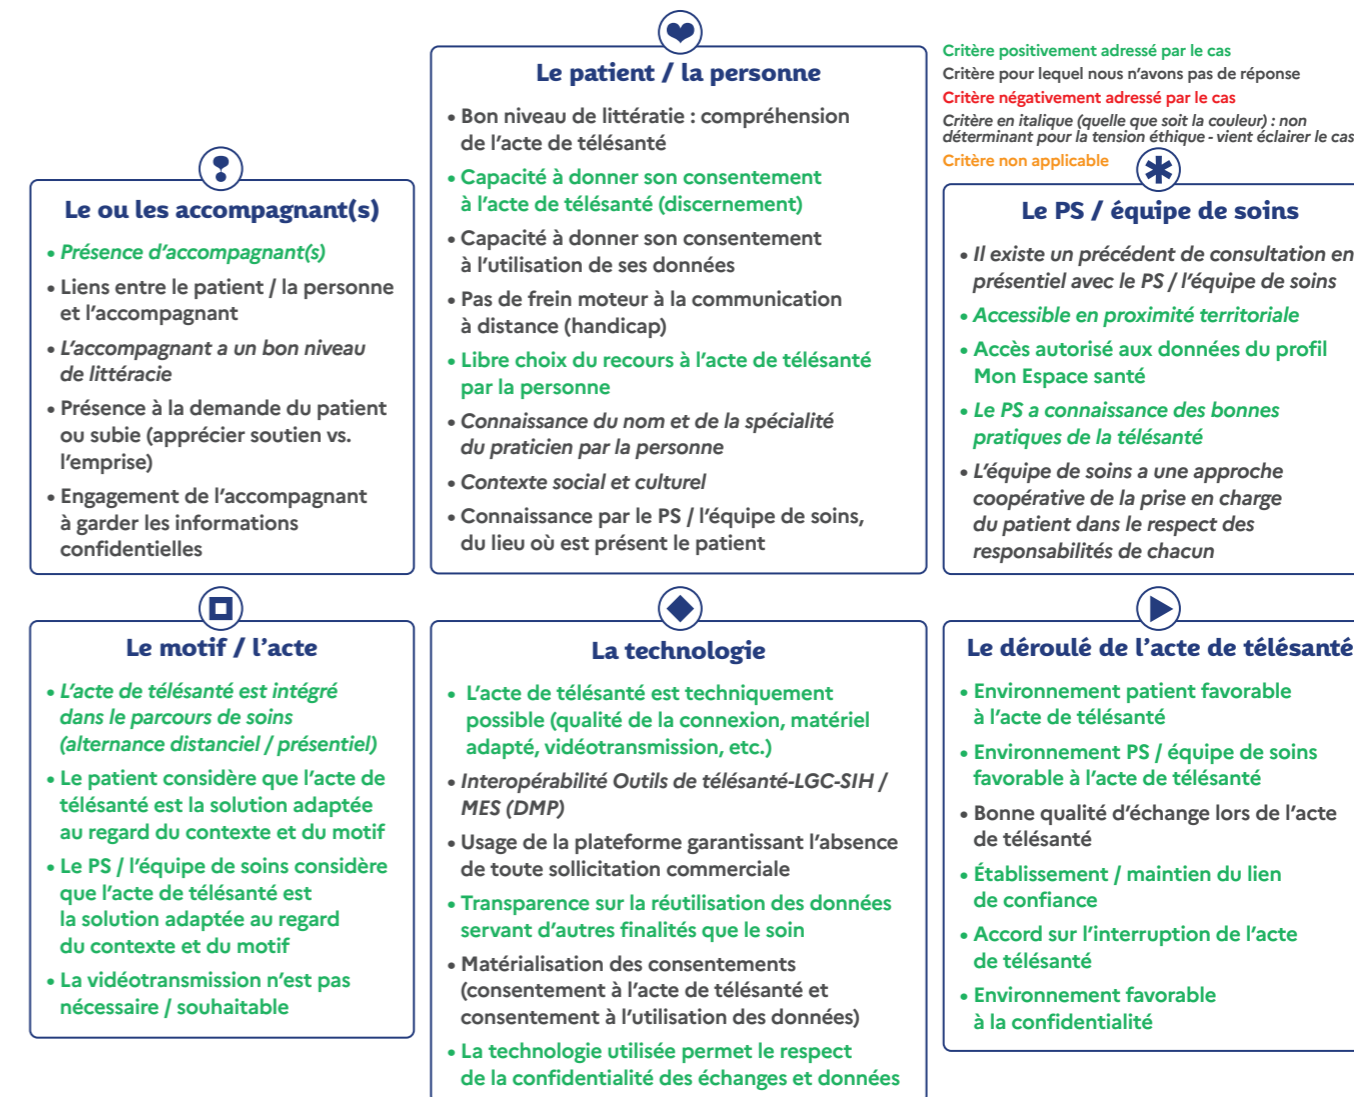 Le patient / la personne
• Bon niveau de littératie : compréhension
de l'acte de télésanté
• Capacité à donner son consentement
à l'acte de télésanté (discernement)
• Capacité à donner son consentement
à l'utilisation de ses données
• Pas de frein moteur à la communication
à distance (handicap)
• Libre choix du recours à l'acte de télésanté
par la personne
• Connaissance du nom et de la spécialité
du praticien par la personne
• Contexte social et culturel
• Connaissance par le PS / l'équipe de soins,
du lieu où est présent le patient
Critère positivement adressé par le cas
Critère pour lequel nous n'avons pas de réponse
Critère négativement adressé par le cas
Critère en italique (quelle que soit la couleur) : non
déterminant pour la tension éthique - vient éclairer le cas
Critère non applicable
Le ou les accompagnant(s)
• Présence d'accompagnant(s)
• Liens entre le patient / la personne
et l'accompagnant
• L'accompagnant a un bon niveau
de littéracie
• Présence à la demande du patient
ou subie (apprécier soutien vs.
l'emprise)
• Engagement de l'accompagnant
à garder les informations
confidentielles
Le PS / équipe de soins
• Il existe un précédent de consultation en
présentiel avec le PS / l'équipe de soins
• Accessible en proximité territoriale
• Accès autorisé aux données du profil
Mon Espace santé
• Le PS a connaissance des bonnes
pratiques de la télésanté
• L'équipe de soins a une approche
coopérative de la prise en charge
du patient dans le respect des
responsabilités de chacun
Le motif / l'acte
• L'acte de télésanté est intégré
dans le parcours de soins
(alternance distanciel / présentiel)
• Le patient considère que l'acte de
télésanté est la solution adaptée
au regard du contexte et du motif
• Le PS / l'équipe de soins considère
que l'acte de télésanté est
la solution adaptée au regard
du contexte et du motif
• La vidéotransmission n'est pas
nécessaire / souhaitable
La technologie
• L'acte de télésanté est techniquement
possible (qualité de la connexion, matériel
adapté, vidéotransmission, etc.)
• Interopérabilité Outils de télésanté-LGC-SIH /
MES (DMP)
• Usage de la plateforme garantissant l'absence
de toute sollicitation commerciale
• Transparence sur la réutilisation des données
servant d'autres finalités que le soin
• Matérialisation des consentements
(consentement à l'acte de télésanté et
consentement à l'utilisation des données)
• La technologie utilisée permet le respect
de la confidentialité des échanges et données
Le déroulé de l'acte de télésanté
• Environnement patient favorable
à l'acte de télésanté
• Environnement PS / équipe de soins
favorable à l'acte de télésanté
• Bonne qualité d'échange lors de l'acte
de télésanté
• Établissement / maintien du lien
de confiance
• Accord sur l'interruption de l'acte
de télésanté
• Environnement favorable
à la confidentialité